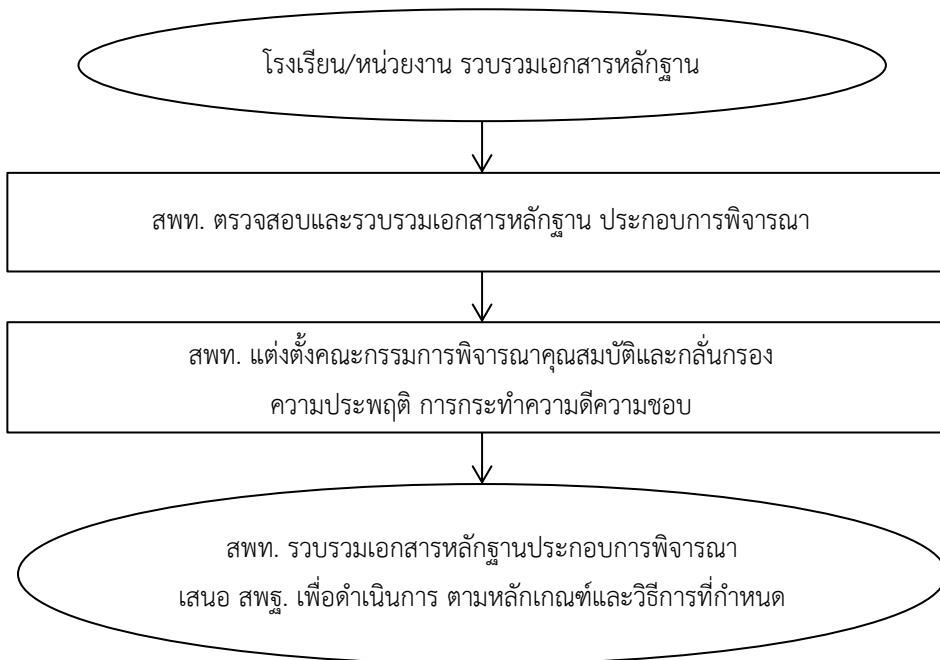 โรงเรียน/หน่วยงาน รวบรวมเอกสารหลักฐาน
สพท. ตรวจสอบและรวบรวมเอกสารหลักฐาน ประกอบการพิจารณา
สพท. แต่งตั้งคณะกรรมการพิจารณาคุณสมบัติและกลั่นกรอง
ความประพฤติ การกระทำความดีความชอบ
สพท. รวบรวมเอกสารหลักฐานประกอบการพิจารณา
เสนอ สพฐ. เพื่อดำเนินการ ตามหลักเกณฑ์และวิธีการที่กำหนด